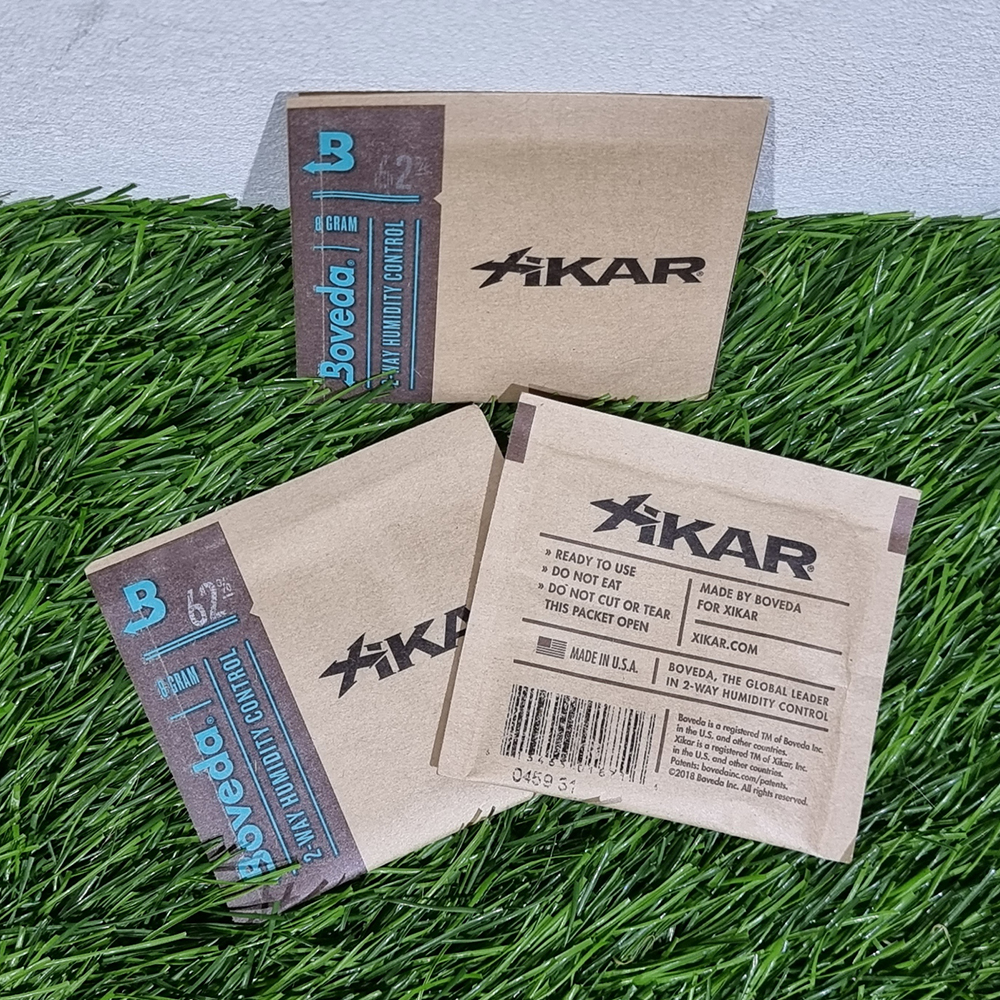 B 62%
8 GRAM
Boveda®
2-WAY HUMIDITY CONTROL
XiKAR®
B 62%
8 GRAM
Boveda®
2-WAY HUMIDITY CONTROL
XiKA
XiKAR®
» READY TO USE
» DO NOT EAT
» DO NOT CUT OR TEAR
THIS PACKET OPEN
MADE BY BOVEDA
FOR XIKAR
XIKAR.COM
MADE IN U.S.A.
BOVEDA, THE GLOBAL LEADER
IN 2-WAY HUMIDITY CONTROL
Boveda is a registered TM of Boveda Inc.
in the U.S. and other countries.
Xikar is a registered TM of Xikar, Inc.
in the U.S. and other countries.
Patents: bovedainc.com/patents.
©2018 Boveda Inc. All rights reserved.
0459 31